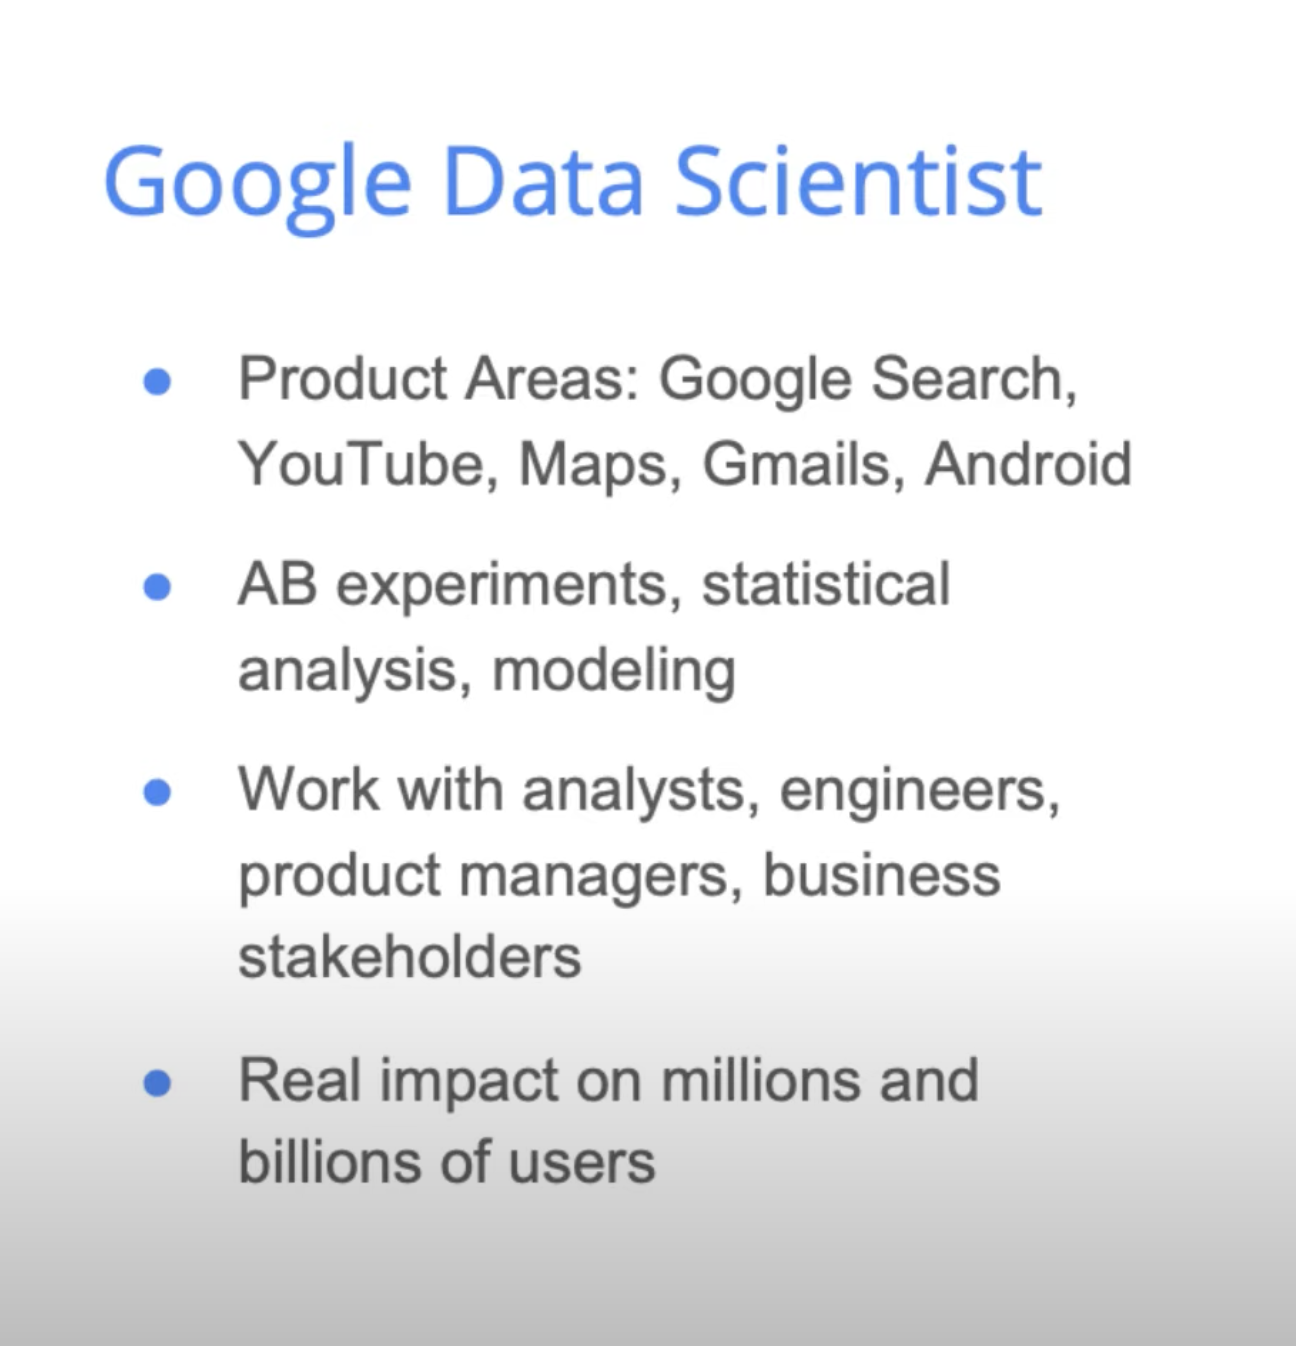 Google Data Scientist
Product Areas: Google Search,
YouTube, Maps, Gmails, Android
AB experiments, statistical
analysis, modeling
Work with analysts, engineers,
product managers, business
stakeholders
Real impact on millions and
billions of users